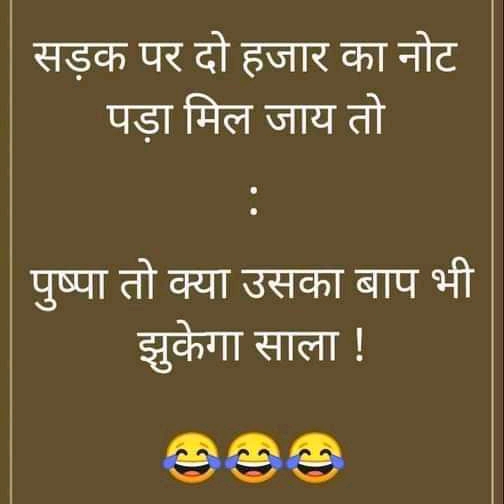 सड़क पर दो हजार का नोट
पड़ा मिल जाय तो
:
पुष्पा तो क्या उसका बाप भी
झुकेगा साला !
😂😂😂